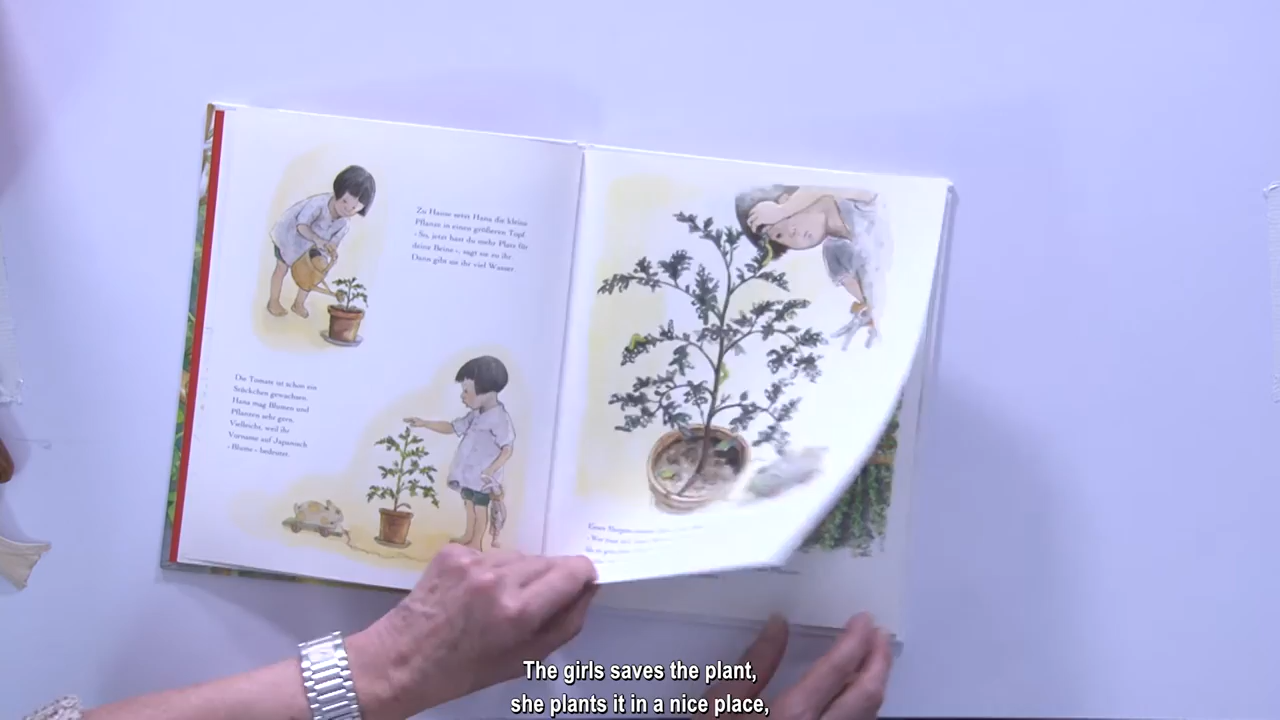 Zu Hause setzt Hana die kleine
Pflanze in einen größeren Topf.
«So, jetzt hast du mehr Platz für
deine Beine», sagt sie zu ihr.
Dann gibt sie ihr viel Wasser.
Die Tomate ist schon ein
Stückchen gewachsen.
Hana mag Blumen und
Pflanzen sehr gern.
Vielleicht, weil ihr
Vorname auf Japanisch
«Blume» bedeutet.
Eines Morgens
The girls saves the plant,
she plants it in a nice place,